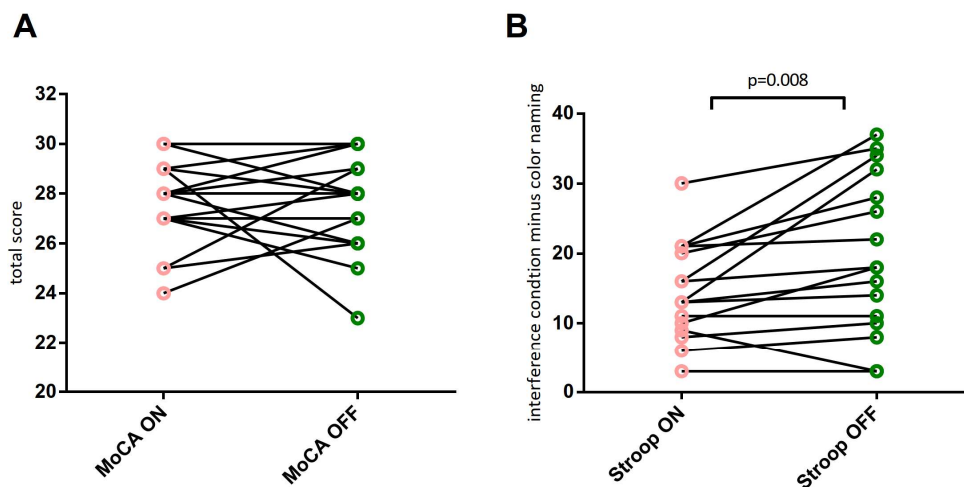 A
total score
32
30
28
26
24
22
20
MoCA ON
MoCA OFF
B
p=0.008
interference condtion minus color naming
40
30
20
10
0
Stroop ON
Stroop OFF